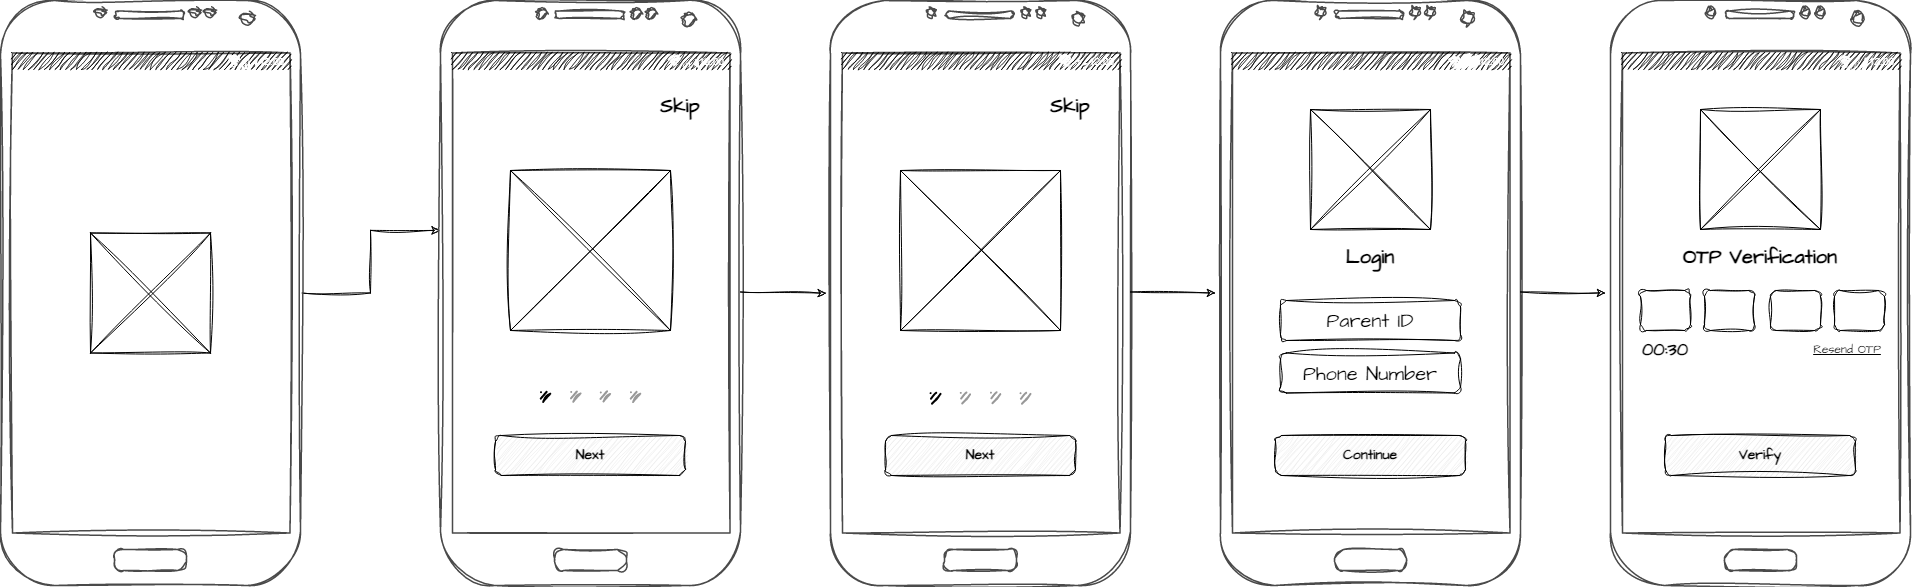 Skip
Next
Skip
Next
Login
Parent ID
Phone Number
Continue
OTP Verification
00:30
Resend OTP
Verify